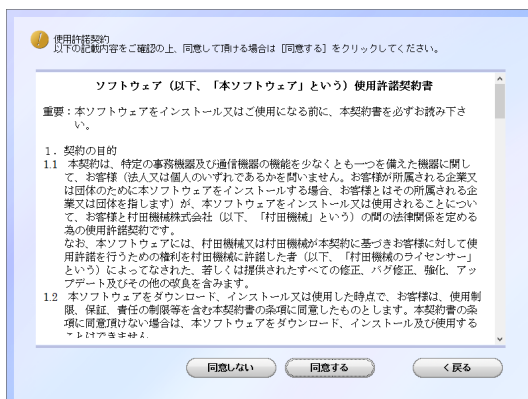 使用許諾契約
以下の記載内容をご確認の上、同意して頂ける場合は [同意する] をクリックしてください。
ソフトウェア（以下、「本ソフトウェア」という）使用許諾契約書
重要：本ソフトウェアをインストール又はご使用になる前に、本契約書を必ずお読み下さ
い。
1．契約の目的
1.1 本契約は、特定の事務機器及び通信機器の機能を少なくとも一つを備えた機器に関し
て、お客様（法人又は個人のいずれであるかを問いません。お客様が所属される企業又
は団体のために本ソフトウェアをインストールする場合、お客様とはその所属される企
業又は団体を指します）が、本ソフトウェアをインストール又は使用されることについ
て、お客様と村田機械株式会社（以下、「村田機械」という）の間の法律関係を定める
為の使用許諾契約です。
なお、本ソフトウェアには、村田機械又は村田機械が本契約に基づきお客様に対して使
用許諾を行うための権利を村田機械に許諾した者（以下、「村田機械のライセンサー」
という）によってなされた、若しくは提供されたすべての修正、バグ修正、強化、アッ
プデート及びその他の改良を含みます。
1.2 本ソフトウェアをダウンロード、インストール又は使用した時点で、お客様は、使用制
限、保証、責任の制限等を含む本契約書の条項に同意したものとします。本契約書の条
項に同意頂けない場合は、本ソフトウェアをダウンロード、インストール及び使用する
ことはできません。
同意しない
同意する
< 戻る